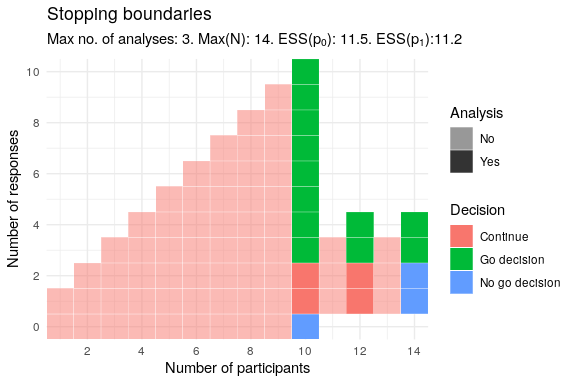 Stopping boundaries
Max no. of analyses: 3. Max(N): 14. ESS(p₀): 11.5. ESS(p₁):11.2
10
8
6
4
2
0
Number of responses
2 4 6 8 10 12 14
Number of participants
Analysis
No
Yes
Decision
Continue
Go decision
No go decision